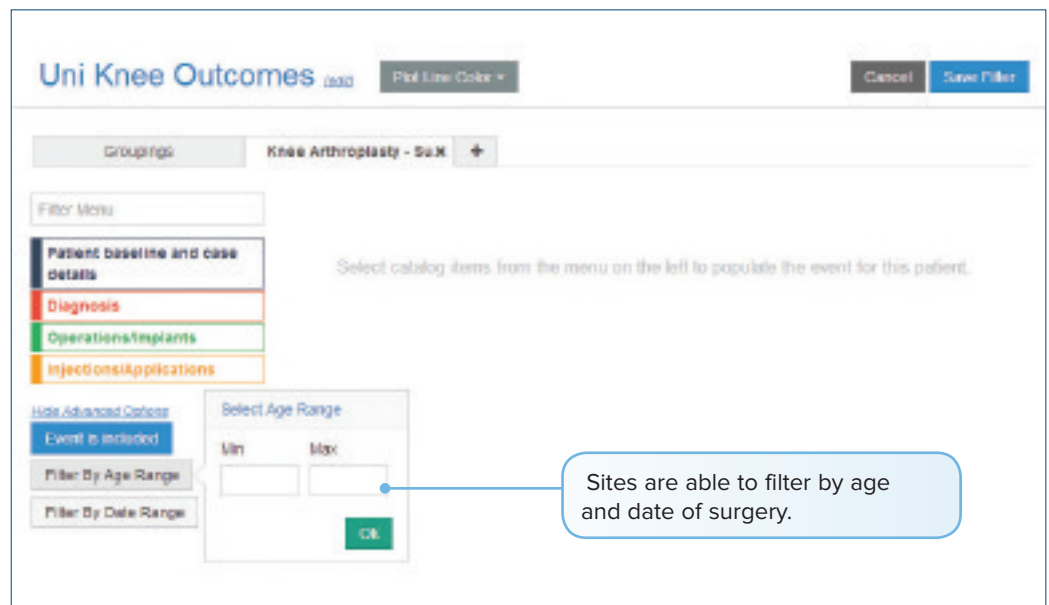 Uni Knee Outcomes (edit) Plot Line Color Cancel Save Filter
Groupings Knee Arthroplasty - Su.✖ +
Filter Menu
Patient baseline and case
details
Select catalog items from the menu on the left to populate the event for this patient.
Diagnosis
Operations/Implants
Injections/Applications
Hide Advanced Options
Event is included
Filter By Age Range
Filter By Date Range
Select Age Range
Min Max
OK
Sites are able to filter by age
and date of surgery.